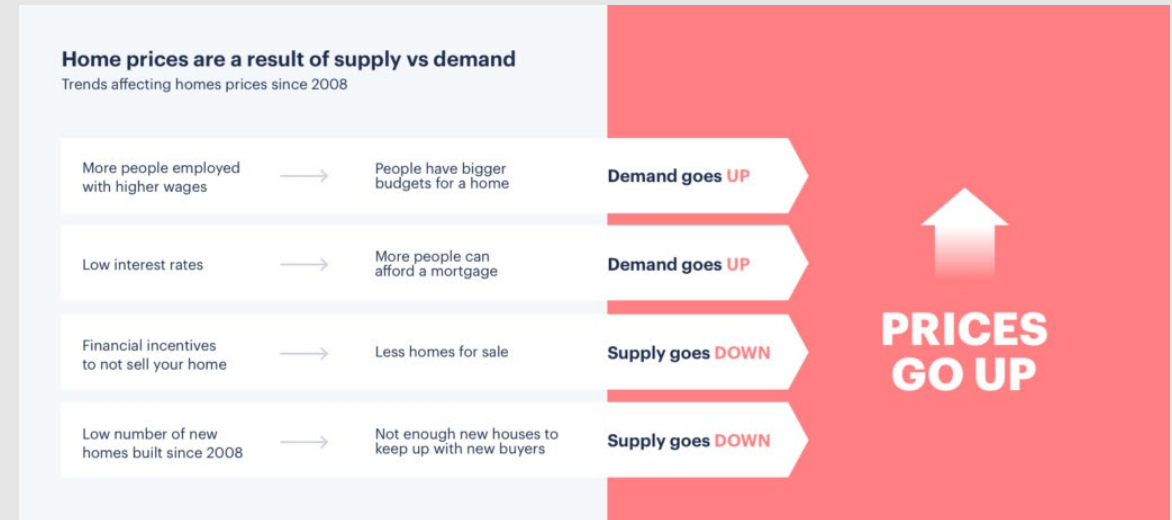 Home prices are a result of supply vs demand
Trends affecting homes prices since 2008
More people employed
with higher wages
People have bigger
budgets for a home
Demand goes UP
Low interest rates
More people can
afford a mortgage
Demand goes UP
Financial incentives
to not sell your home
Less homes for sale
Supply goes DOWN
Low number of new
homes built since 2008
Not enough new houses to
keep up with new buyers
Supply goes DOWN
PRICES
GO UP